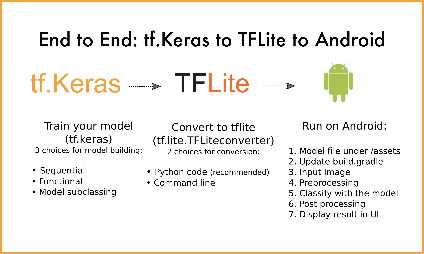 End to End: tf.Keras to TFLite to Android
tf.Keras
TFLite
Train your model
(tf.keras)
3 choices for model building:
• Sequential
• Functional
• Model subclassing
Convert to tflite
(tf.lite.TFLiteconverter)
2 choices for conversion:
• Python code (recommended)
• Command line
Run on Android:
1. Model file under /assets
2. Update build.gradle
3. Input image
4. Preprocessing
5. Classify with the model
6. Post processing
7. Display result in UI